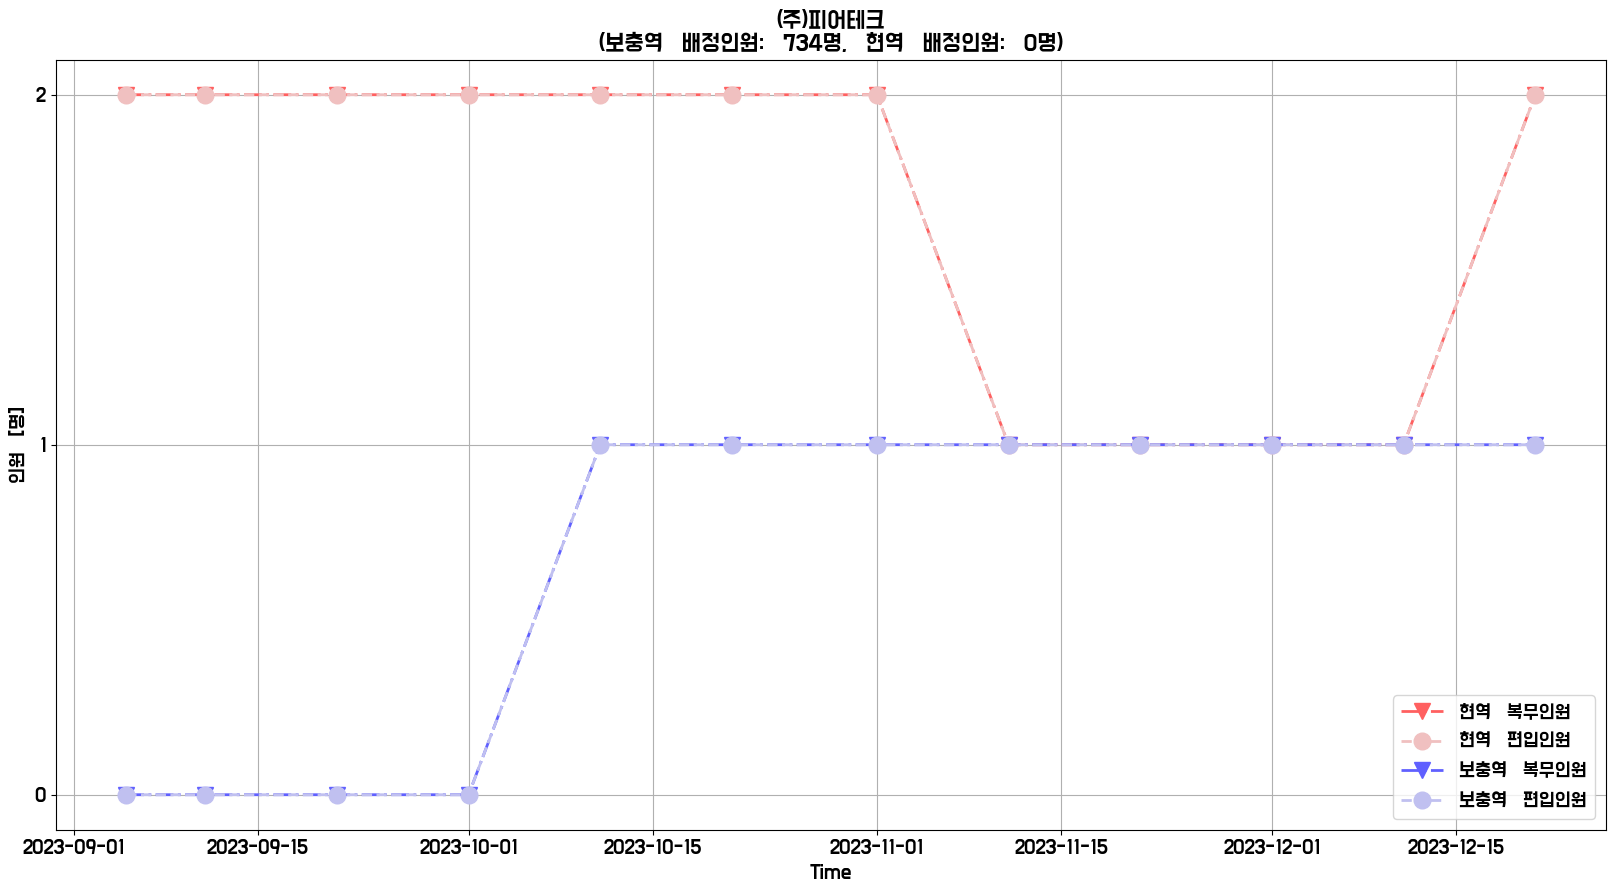 (주)피어테크
(보충역 배정인원: 734명, 현역 배정인원: 0명)
인원 [명]
2
1
0
2023-09-01 2023-09-15 2023-10-01 2023-10-15 2023-11-01 2023-11-15 2023-12-01 2023-12-15
Time
현역 복무인원
현역 편입인원
보충역 복무인원
보충역 편입인원